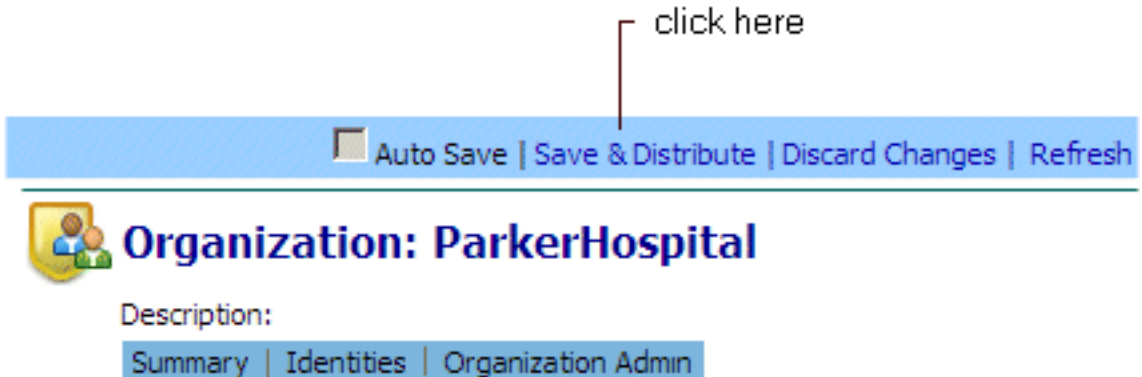 click here
Auto Save | Save & Distribute | Discard Changes | Refresh
Organization: ParkerHospital
Description:
Summary | Identities | Organization Admin